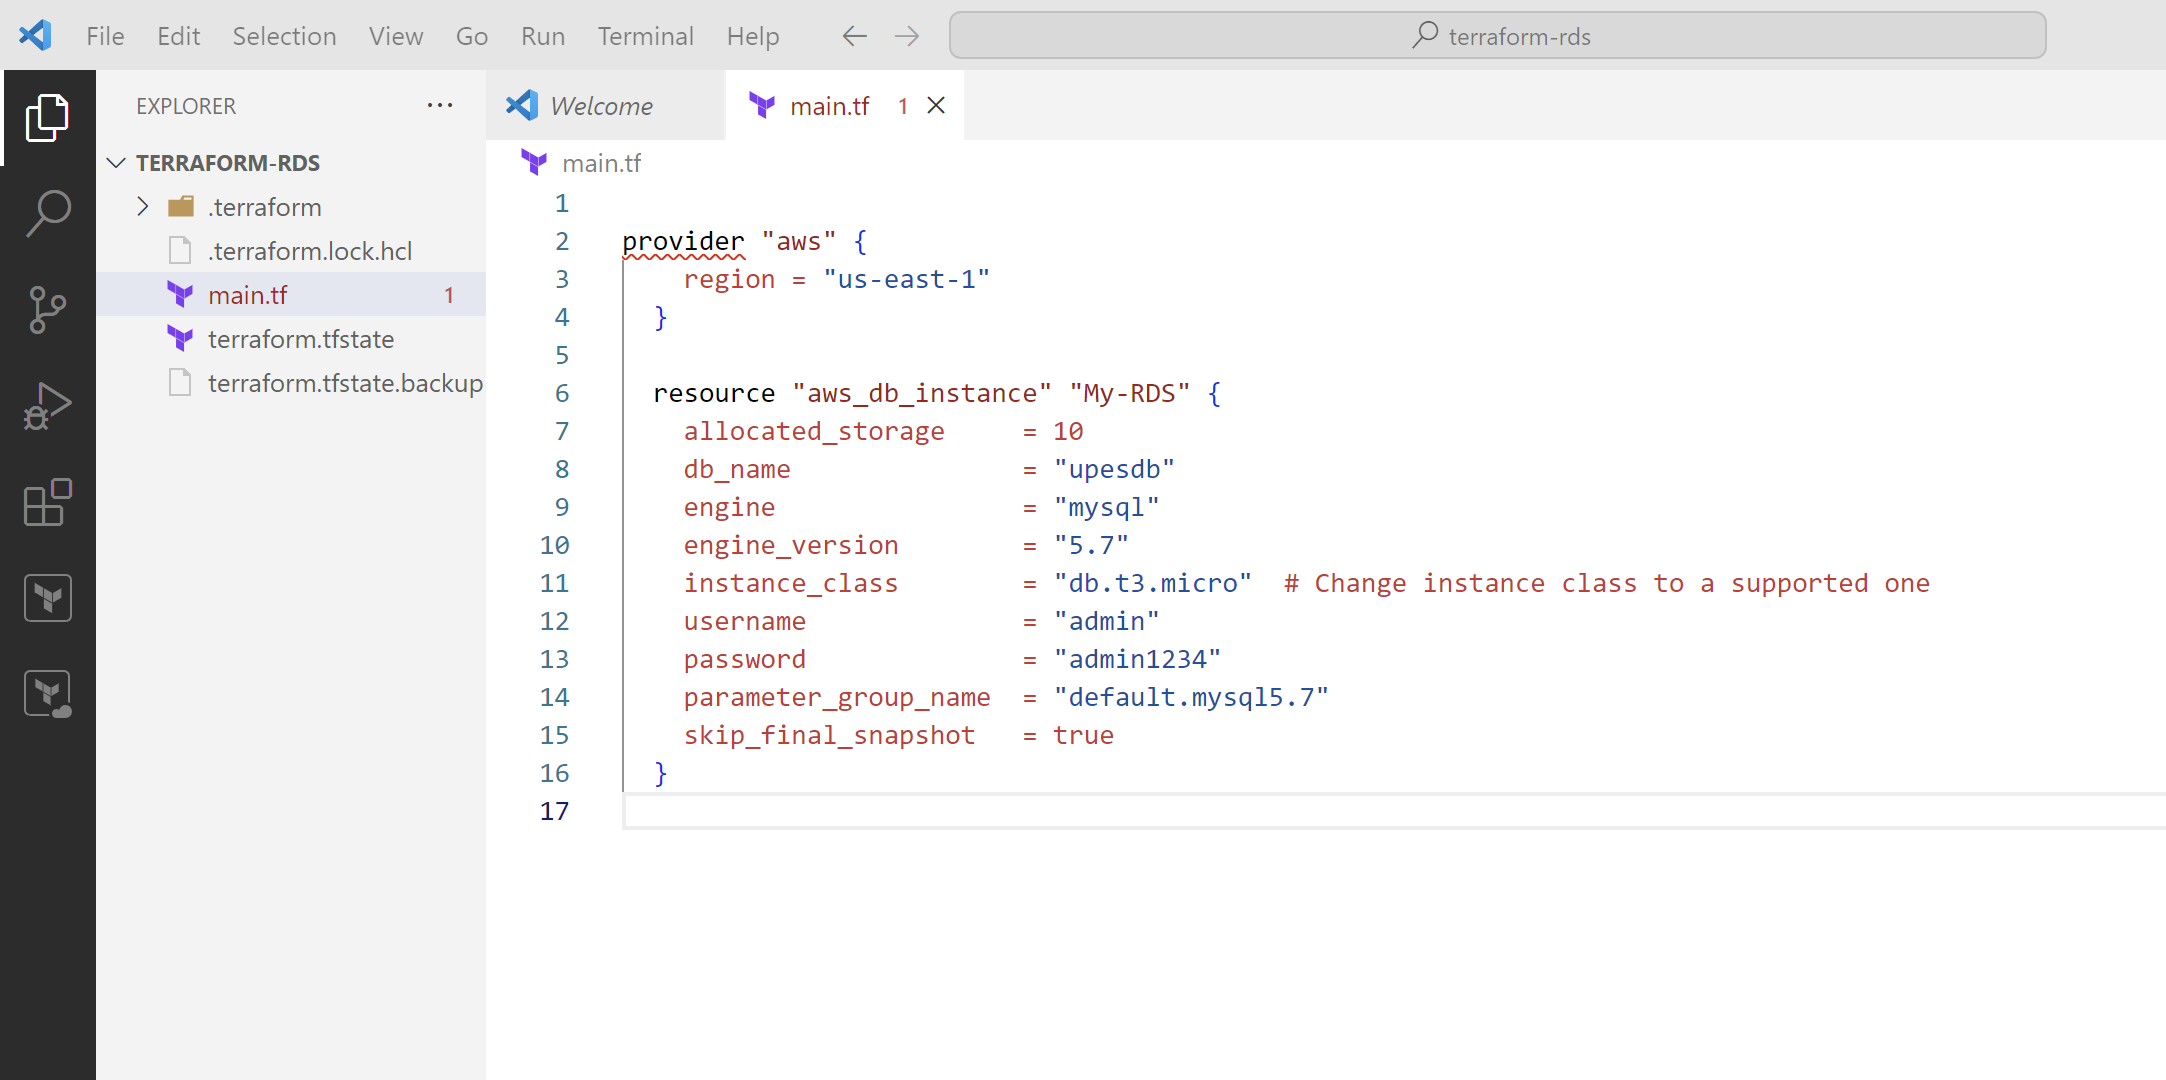 File Edit Selection View Go Run Terminal Help terraform-rds
EXPLORER
Welcome
main.tf 1
TERRAFORM-RDS
.terraform
.terraform.lock.hcl
main.tf 1
terraform.tfstate
terraform.tfstate.backup
main.tf
1
2 provider "aws" {
3 region = "us-east-1"
4 }
5
6 resource "aws_db_instance" "My-RDS" {
7 allocated_storage = 10
8 db_name = "upesdb"
9 engine = "mysql"
10 engine_version = "5.7"
11 instance_class = "db.t3.micro" # Change instance class to a supported one
12 username = "admin"
13 password = "admin1234"
14 parameter_group_name = "default.mysql5.7"
15 skip_final_snapshot = true
16 }
17